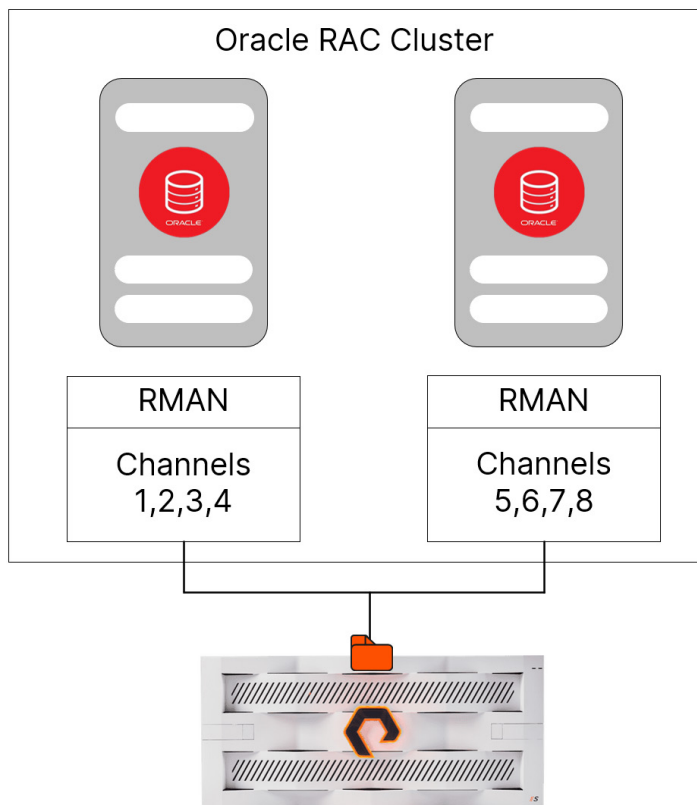 Oracle RAC Cluster
ORACLE
ORACLE
RMAN
Channels
1,2,3,4
RMAN
Channels
5,6,7,8